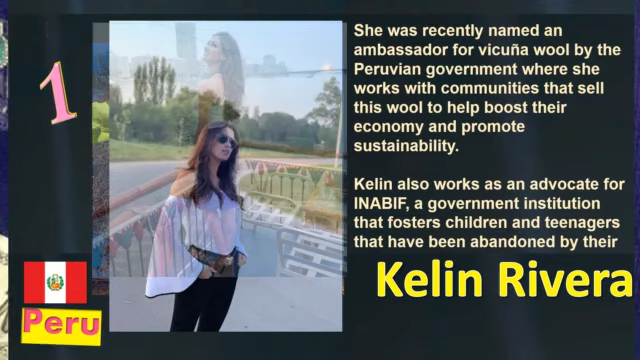 1
She was recently named an
ambassador for vicuña wool by the
Peruvian government where she
works with communities that sell
this wool to help boost their
economy and promote
sustainability.
Kelin also works as an advocate for
INABIF, a government institution
that fosters children and teenagers
that have been abandoned by their
Kelin Rivera
Peru